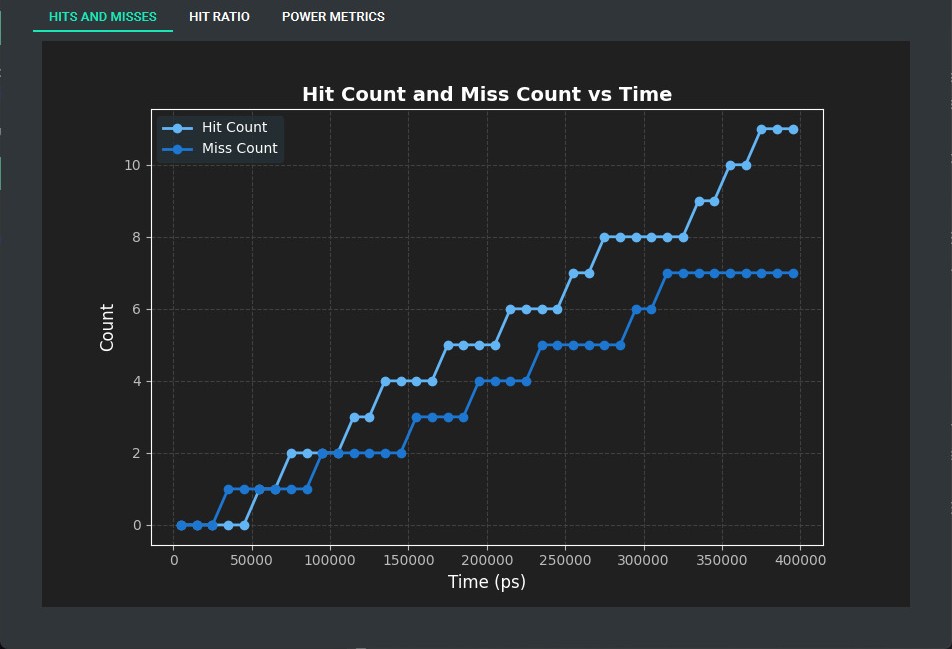 HITS AND MISSES HIT RATIO POWER METRICS
Hit Count and Miss Count vs Time
Hit Count
Miss Count
10
8
6
4
2
0
Count
0 50000 100000 150000 200000 250000 300000 350000 400000
Time (ps)